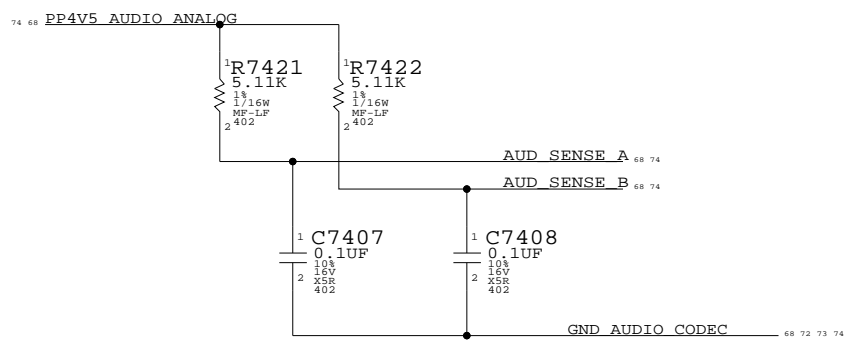 74 68 PP4V5_AUDIO_ANALOG
1 R7421
5.11K
1%
1/16W
MF-LF
2 402
1 R7422
5.11K
1%
1/16W
MF-LF
2 402
AUD_SENSE_A 68 74
AUD_SENSE_B 68 74
1 C7407
0.1UF
10%
16V
2 X5R
402
1 C7408
0.1UF
10%
16V
2 X5R
402
GND_AUDIO_CODEC 68 72 73 74